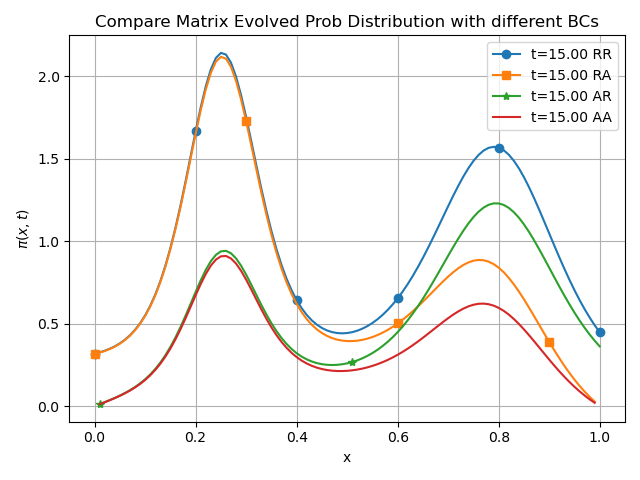 Compare Matrix Evolved Prob Distribution with different BCs
t=15.00 RR
t=15.00 RA
t=15.00 AR
t=15.00 AA
π(x, t)
2.0
1.5
1.0
0.5
0.0
0.0 0.2 0.4 0.6 0.8 1.0
x